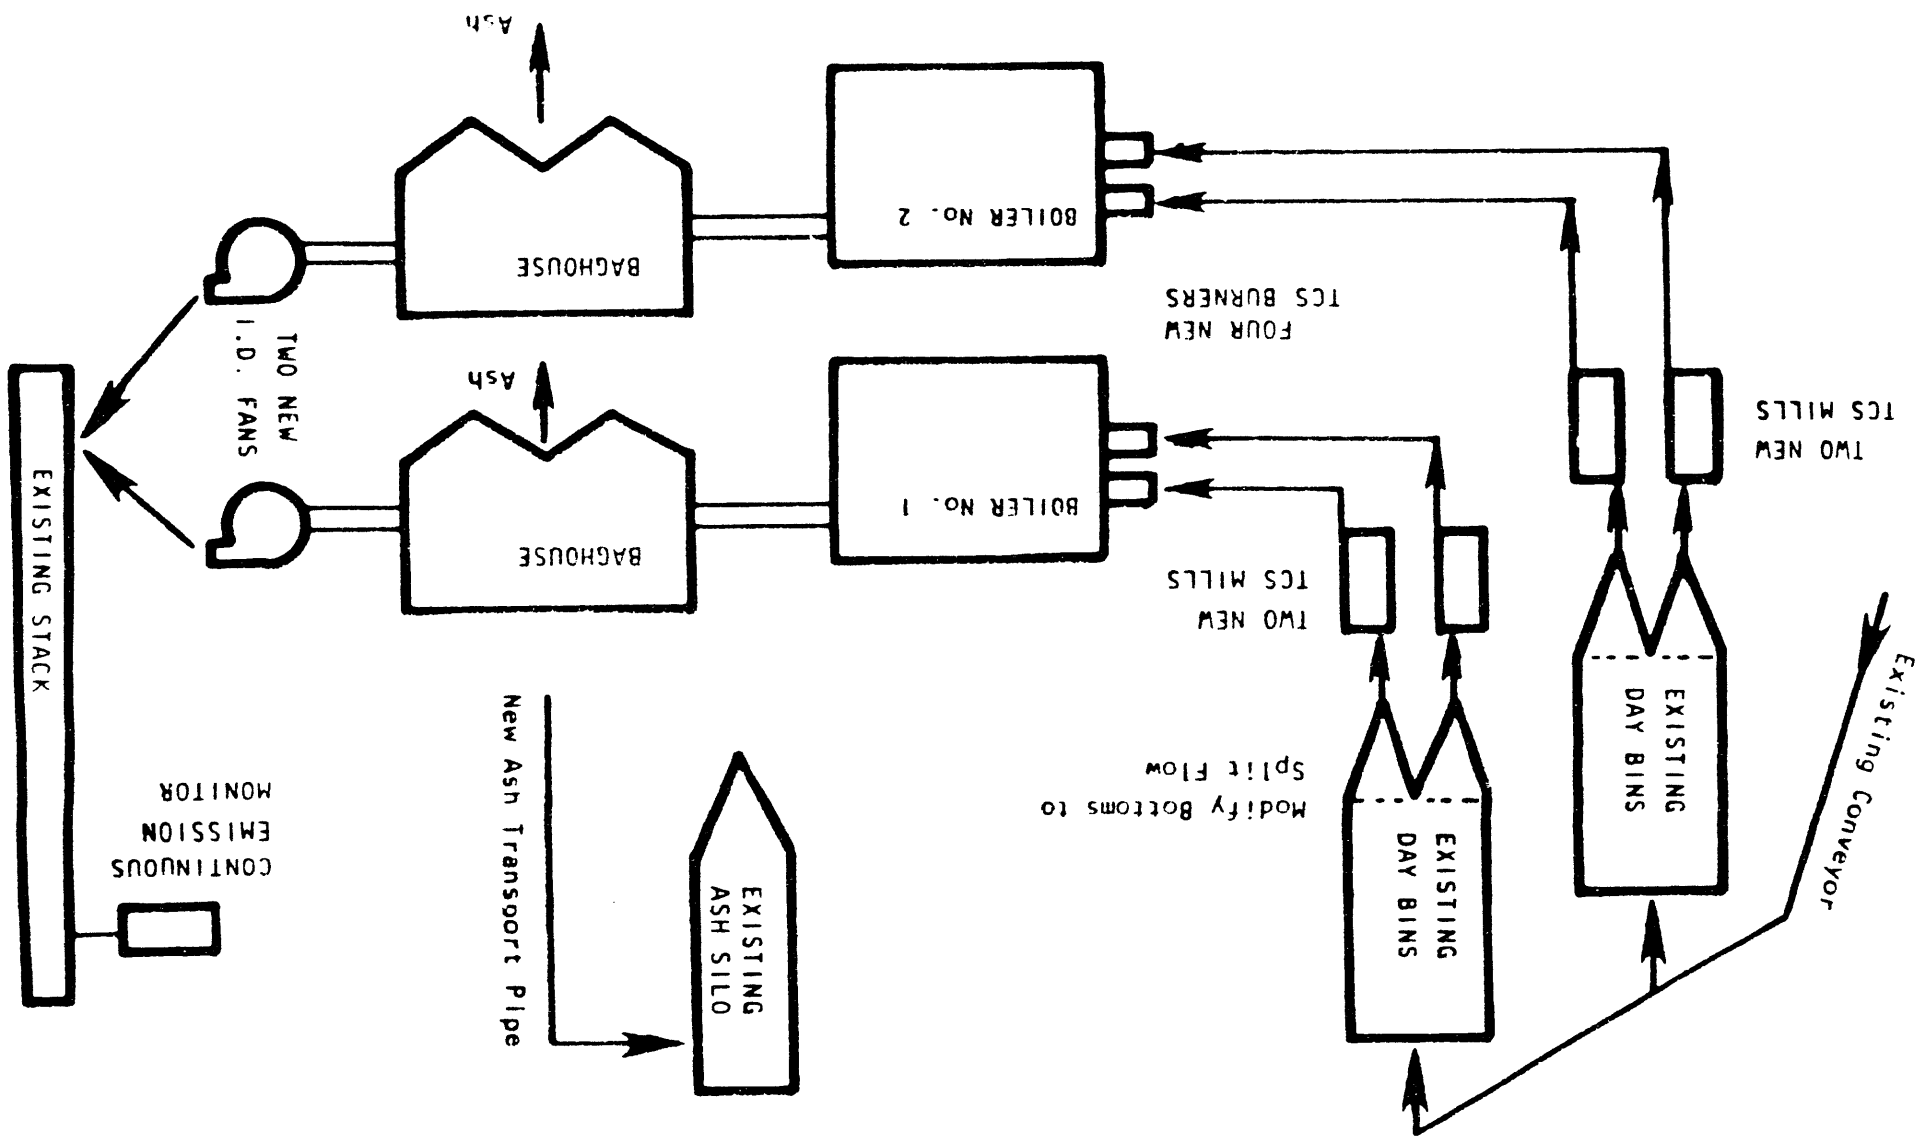 Existing Conveyor
EXISTING
DAY BINS
EXISTING
DAY BINS
Modify Bottoms to
Split Flow
TWO NEW
TCS MILLS
TWO NEW
TCS MILLS
FOUR NEW
TCS BURNERS
BOILER No. 1
BOILER No. 2
EXISTING
ASH SILO
New Ash Transport Pipe
BAGHOUSE
Ash
BAGHOUSE
Ash
TWO NEW
I.D. FANS
CONTINUOUS
EMISSION
MONITOR
EXISTING STACK